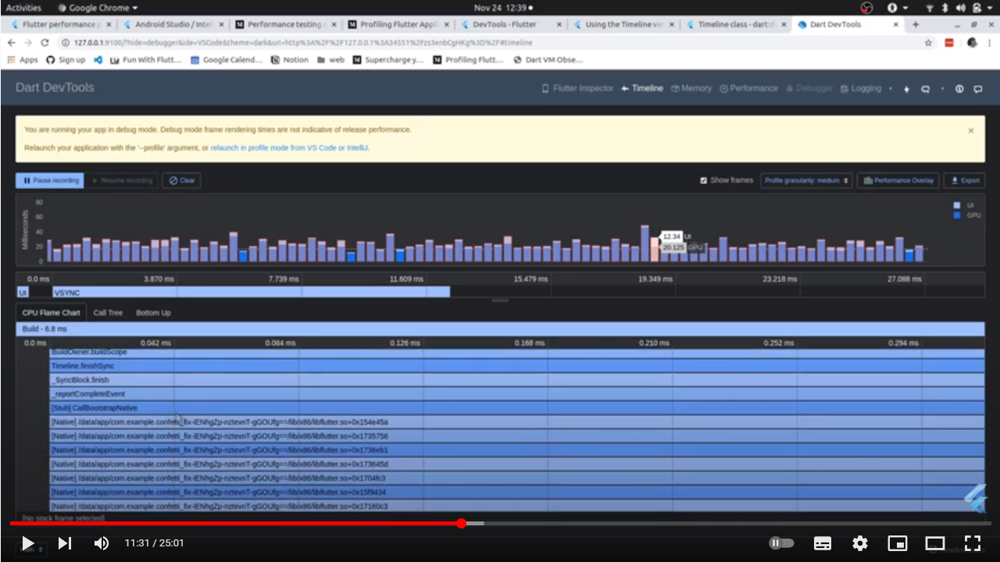 Activities
Google Chrome
Nov 24 12:39
Flutter performance p
Android Studio / Intel
Performance testing
Profiling Flutter Appl
DevTools - Flutter
Using the Timeline vie
Timeline class - dart:d
Dart DevTools
127.0.0.1:9100/?hide=debugger&ide=VSCode&theme=dark&uri=http%3A%2F%2F127.0.0.1%3A34551%2Fzs3enbCgHKg%3D%2F#timeline
Apps
Sign up
Fun With Flutt...
Google Calend...
Notion
web
Supercharge y...
Profiling Flutt...
Dart VM Obse...
Dart DevTools
Flutter Inspector
Timeline
Memory
Performance
Debugger
Logging
You are running your app in debug mode. Debug mode frame rendering times are not indicative of release performance.
Relaunch your application with the '--profile' argument, or relaunch in profile mode from VS Code or IntelliJ.
Pause recording
Resume recording
Clear
Show frames
Profile granularity: medium
Performance Overlay
Export
Milliseconds
80
60
40
20
0
12.34 UI
20.125 GPU
UI
GPU
0.0 ms 3.870 ms 7.739 ms 11.609 ms 15.479 ms 19.349 ms 23.218 ms 27.088 ms
UI VSYNC
CPU Flame Chart Call Tree Bottom Up
Build - 6.8 ms
0.0 ms 0.042 ms 0.084 ms 0.126 ms 0.168 ms 0.210 ms 0.252 ms 0.294 ms
BuildOwner.buildScope
Timeline.finishSync
_SyncBlock.finish
_reportCompleteEvent
[Stub] CallBootstrapNative
[Native] /data/app/com.example.confetti_fix-iENhgZp-nztevnT-gGOUfg==/lib/x86/libflutter.so+0x154e45a
[Native] /data/app/com.example.confetti_fix-iENhgZp-nztevnT-gGOUfg==/lib/x86/libflutter.so+0x1735756
[Native] /data/app/com.example.confetti_fix-iENhgZp-nztevnT-gGOUfg==/lib/x86/libflutter.so+0x1736eb1
[Native] /data/app/com.example.confetti_fix-iENhgZp-nztevnT-gGOUfg==/lib/x86/libflutter.so+0x173645d
[Native] /data/app/com.example.confetti_fix-iENhgZp-nztevnT-gGOUfg==/lib/x86/libflutter.so+0x1704fc3
[Native] /data/app/com.example.confetti_fix-iENhgZp-nztevnT-gGOUfg==/lib/x86/libflutter.so+0x15f9434
[Native] /data/app/com.example.confetti_fix-iENhgZp-nztevnT-gGOUfg==/lib/x86/libflutter.so+0x17160c3
[No stack frame selected]
11:31 / 25:01